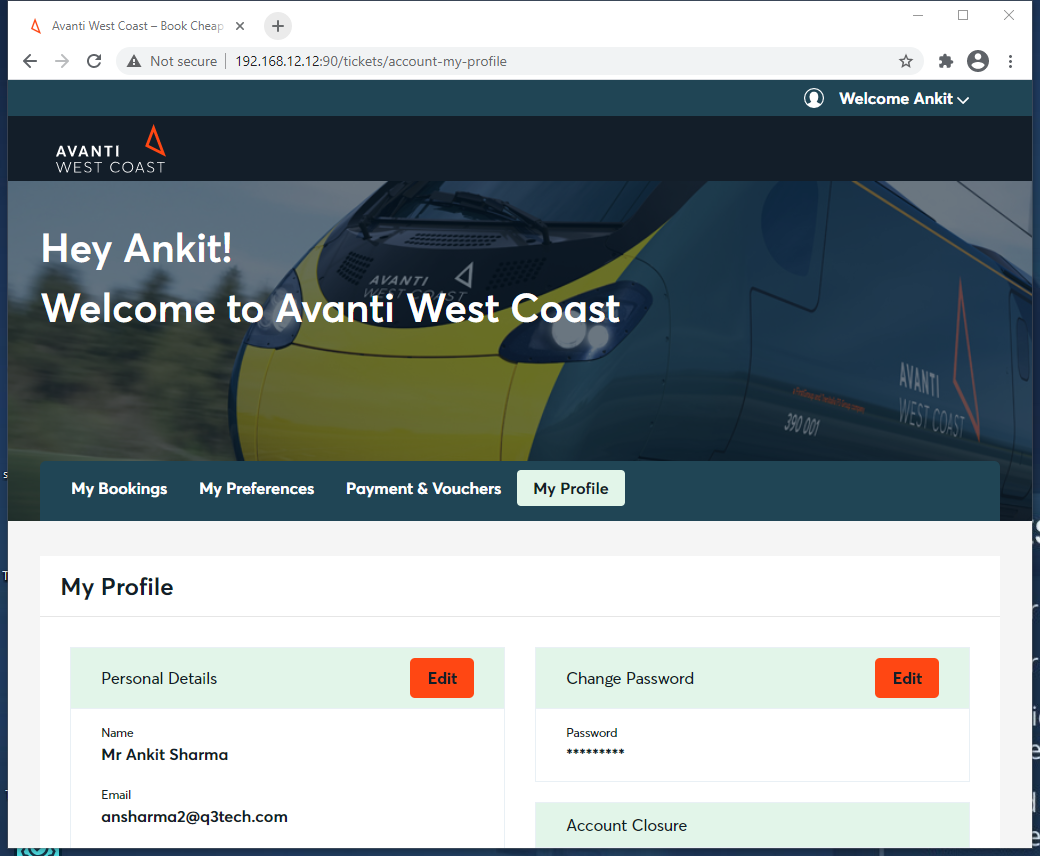 Avanti West Coast – Book Cheap
Not secure
192.168.12.12:90/tickets/account-my-profile
Welcome Ankit
AVANTI
WEST COAST
Hey Ankit!
Welcome to Avanti West Coast
AVANTI
WEST COAST
AVANTI
WEST COAST
390 001
My Bookings
My Preferences
Payment & Vouchers
My Profile
My Profile
Personal Details
Edit
Name
Mr Ankit Sharma
Email
ansharma2@q3tech.com
Change Password
Edit
Password
*********
Account Closure